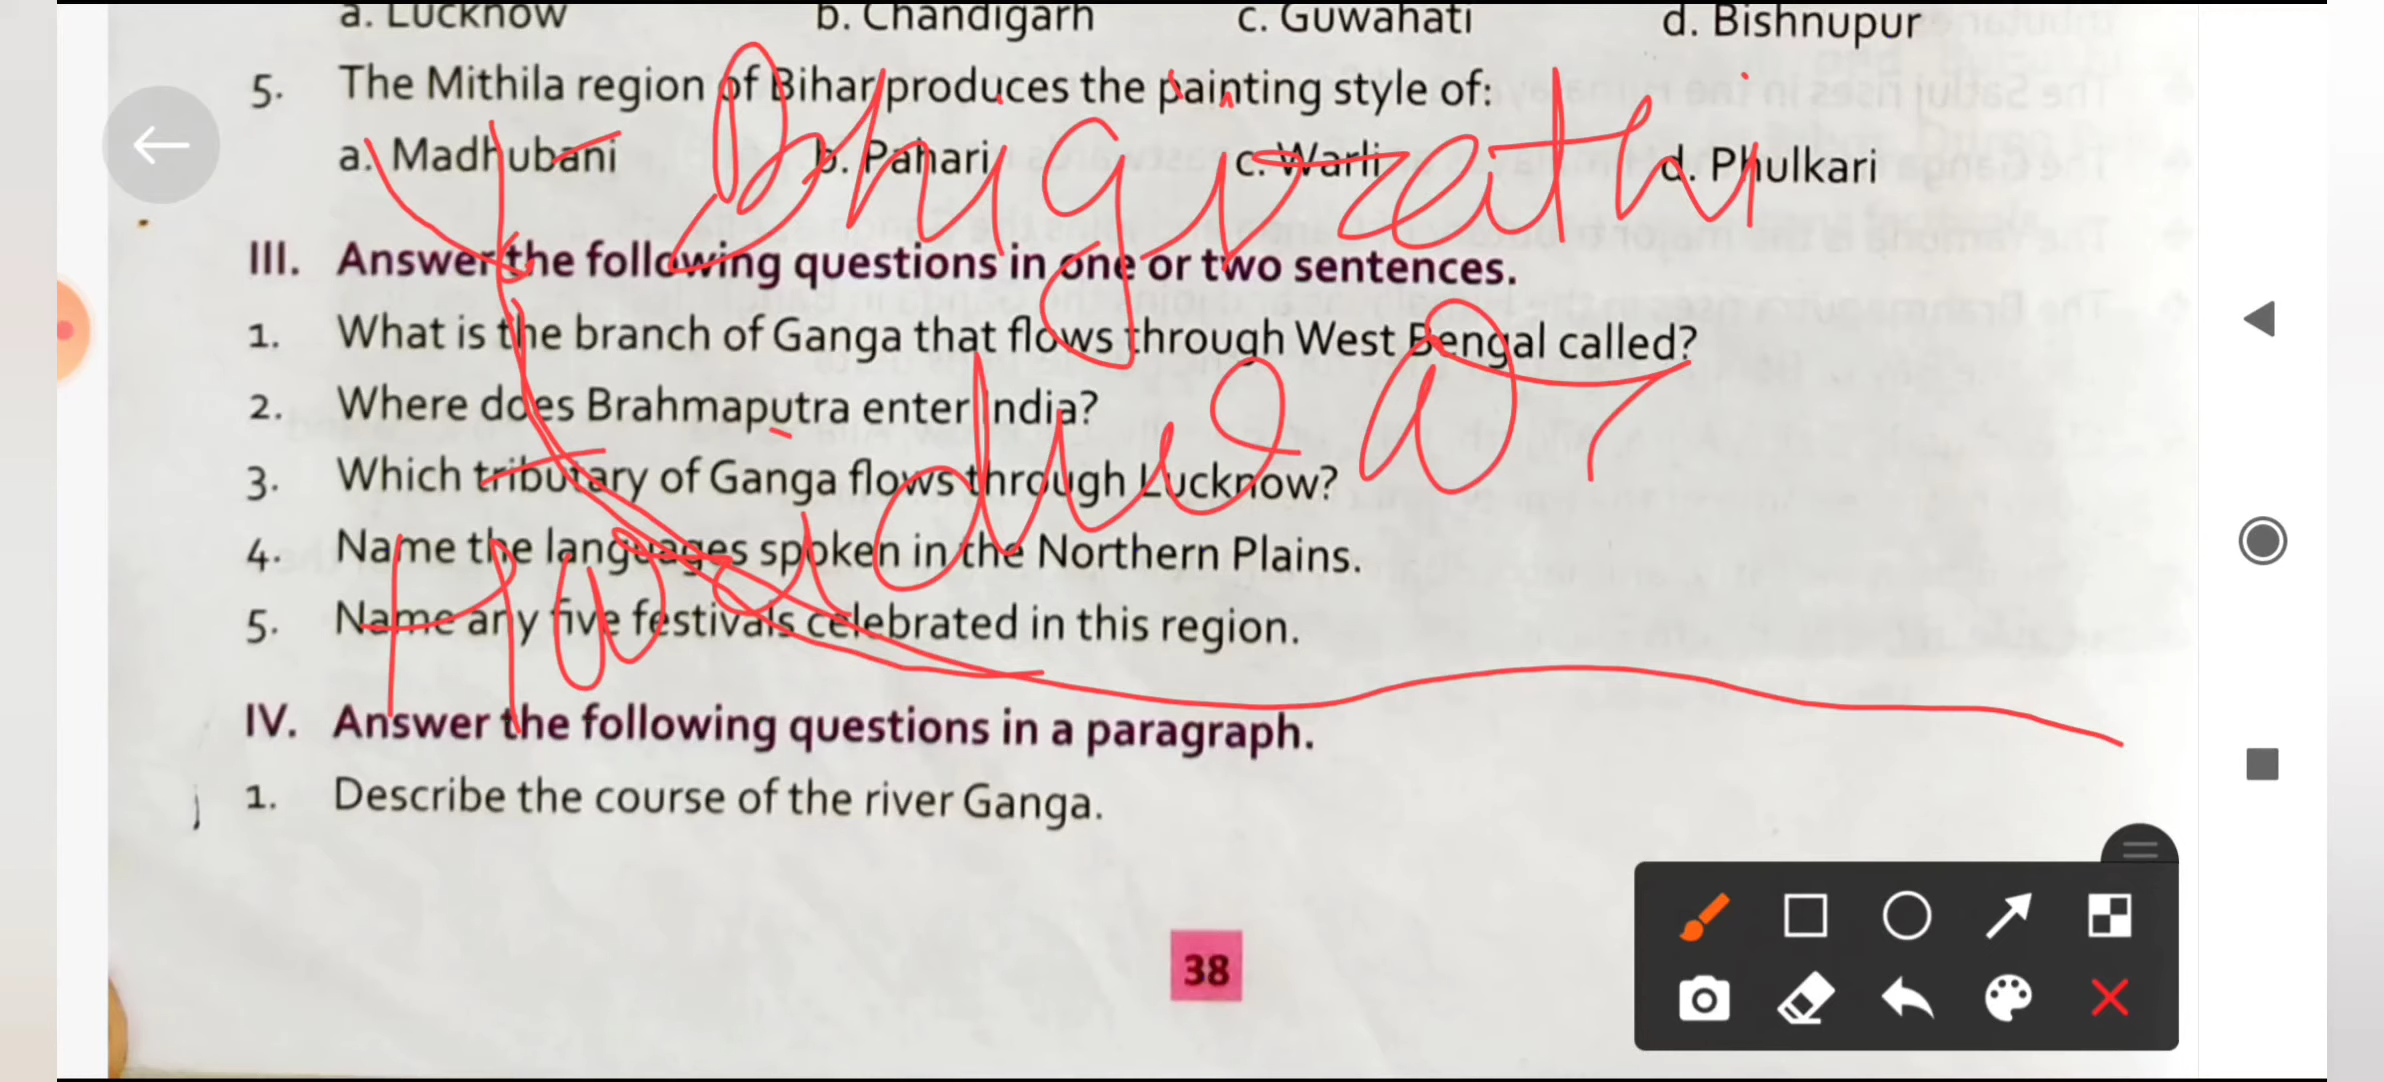 a. Lucknow b. Chandigarh c. Guwahati d. Bishnupur
5. The Mithila region of Bihar produces the painting style of:
a. Madhubani b. Pahari c. Warli d. Phulkari
III. Answer the following questions in one or two sentences.
1. What is the branch of Ganga that flows through West Bengal called?
2. Where does Brahmaputra enter India?
3. Which tributary of Ganga flows through Lucknow?
4. Name the languages spoken in the Northern Plains.
5. Name any five festivals celebrated in this region.
IV. Answer the following questions in a paragraph.
1. Describe the course of the river Ganga.
38